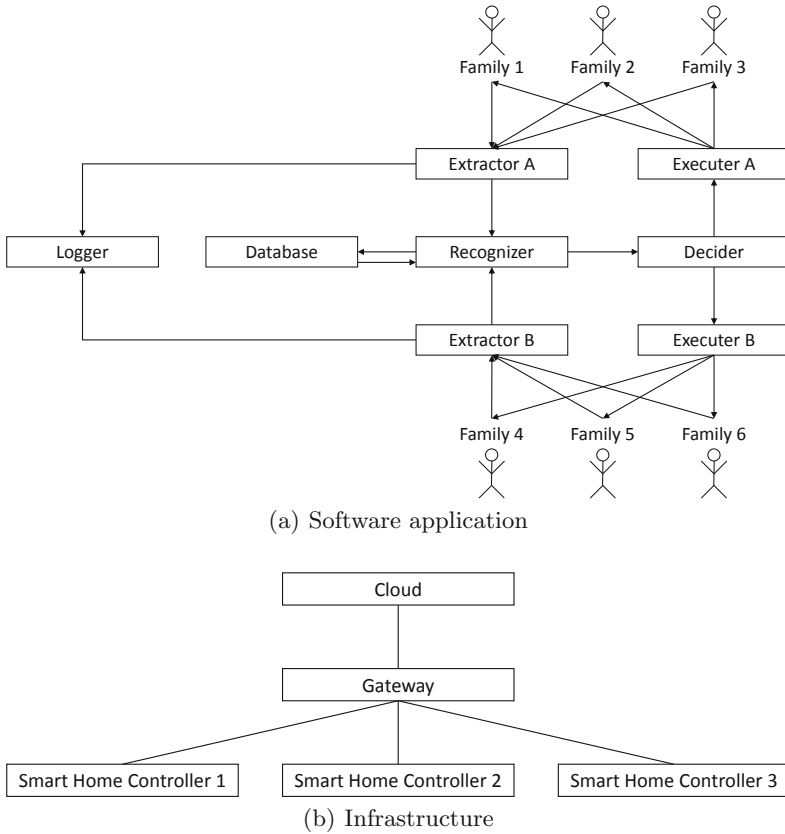 Family 1 Family 2 Family 3
Extractor A Executer A
Logger Database Recognizer Decider
Extractor B Executer B
Family 4 Family 5 Family 6
(a) Software application
Cloud
Gateway
Smart Home Controller 1 Smart Home Controller 2 Smart Home Controller 3
(b) Infrastructure